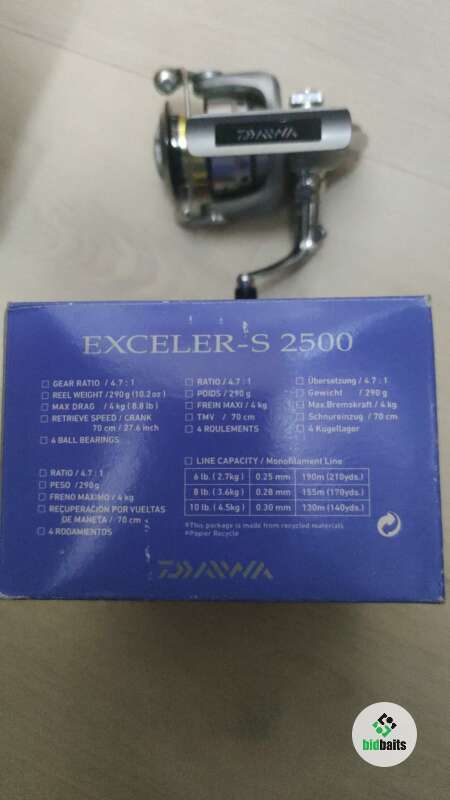 DAIWA
EXCELER-S 2500
GEAR RATIO / 4.7 : 1
REEL WEIGHT / 290 g (10.2 oz)
MAX DRAG / 4 kg (8.8 lb)
RETRIEVE SPEED / CRANK
70 cm / 27.6 inch
4 BALL BEARINGS
RATIO / 4.7 : 1
POIDS / 290 g
FREIN MAXI / 4 kg
TMV / 70 cm
4 ROULEMENTS
Übersetzung / 4.7 : 1
Gewicht / 290 g
Max.Bremskraft / 4 kg
Schnureinzug / 70 cm
4 Kugellager
RATIO / 4.7 : 1
PESO / 290g
FRENO MAXIMO / 4 kg
RECUPERACION POR VUELTAS
DE MANETA / 70 cm
4 RODAMIENTOS
LINE CAPACITY / Monofilament Line
6 lb. ( 2.7kg ) 0.25 mm 190m (210yds.)
8 lb. ( 3.6kg ) 0.28 mm 155m (170yds.)
10 lb. ( 4.5kg ) 0.30 mm 130m (140yds.)
※This package is made from recycled materials.
※Paper Recycle
DAIWA
bidbaits